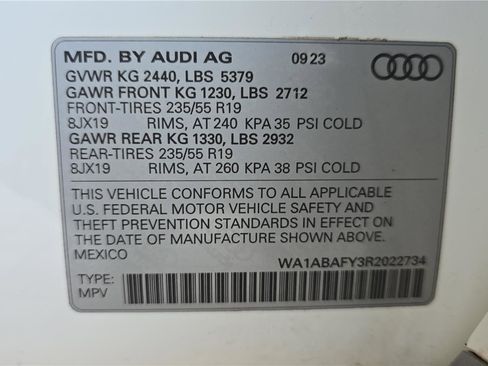 MFD. BY AUDI AG 09 23
GVWR KG 2440, LBS 5379
GAWR FRONT KG 1230, LBS 2712
FRONT-TIRES 235/55 R19
8JX19 RIMS, AT 240 KPA 35 PSI COLD
GAWR REAR KG 1330, LBS 2932
REAR-TIRES 235/55 R19
8JX19 RIMS, AT 260 KPA 38 PSI COLD
THIS VEHICLE CONFORMS TO ALL APPLICABLE
U.S. FEDERAL MOTOR VEHICLE SAFETY AND
THEFT PREVENTION STANDARDS IN EFFECT ON
THE DATE OF MANUFACTURE SHOWN ABOVE.
MEXICO WA1ABAFY3R2022734
TYPE:
MPV